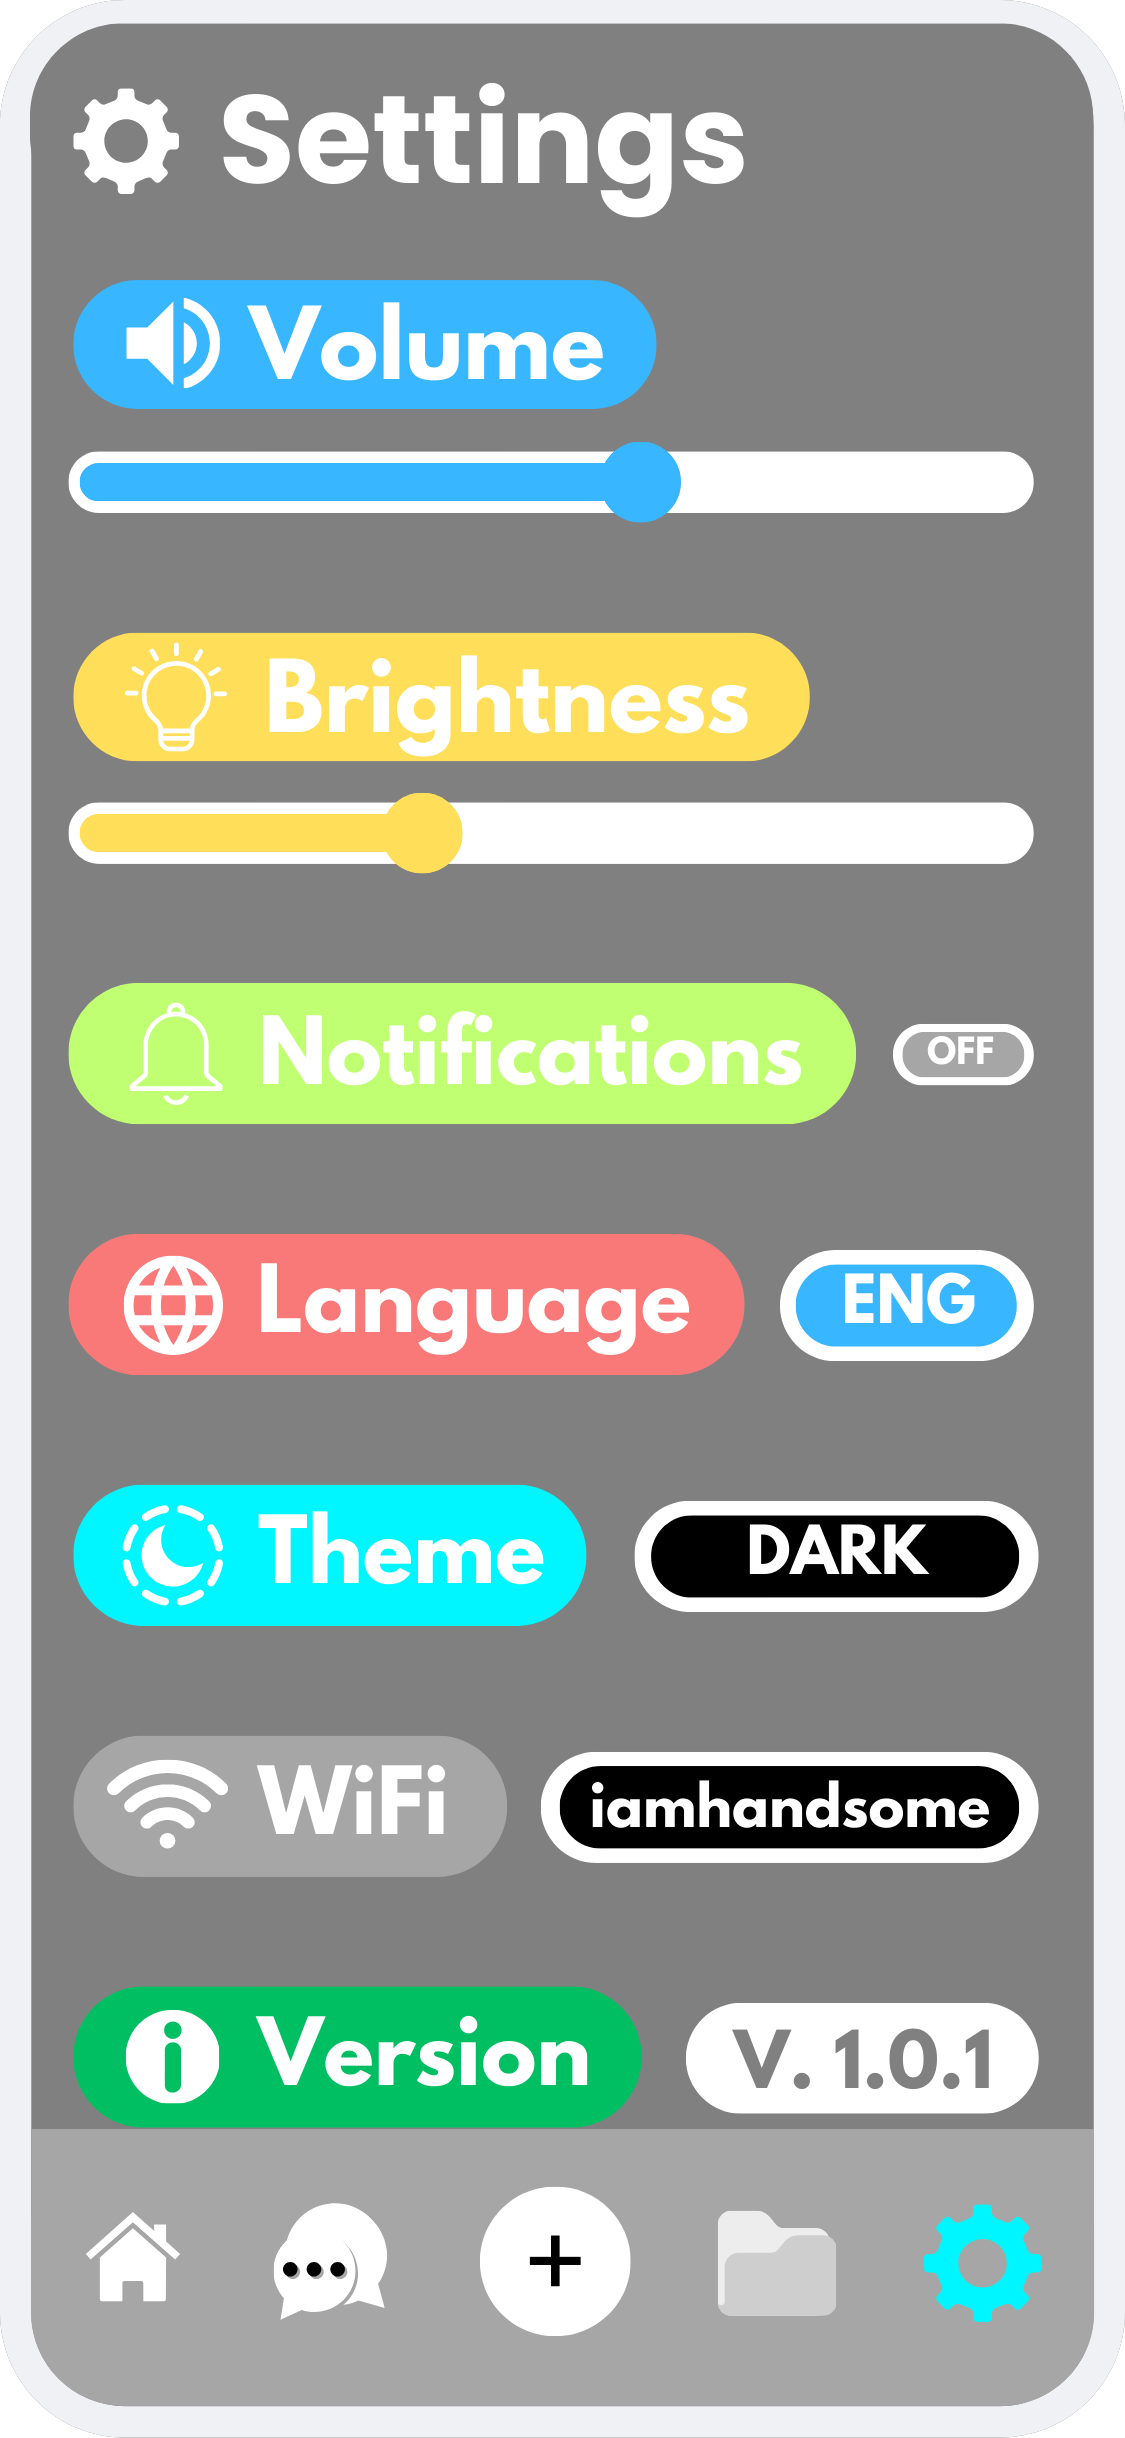 Settings
Volume
Brightness
Notifications OFF
Language ENG
Theme DARK
WiFi iamhandsome
Version V. 1.0.1